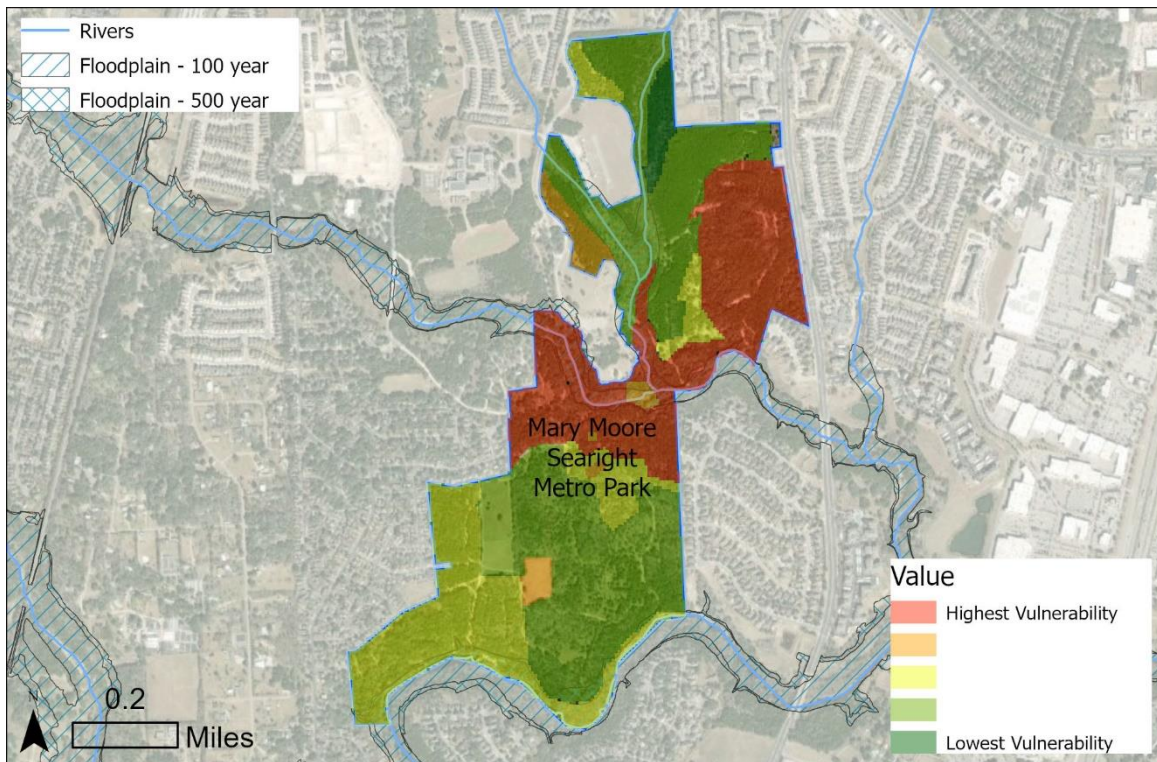 Rivers
Floodplain - 100 year
Floodplain - 500 year
Mary Moore
Searight
Metro Park
Value
Highest Vulnerability
Lowest Vulnerability
0.2
Miles